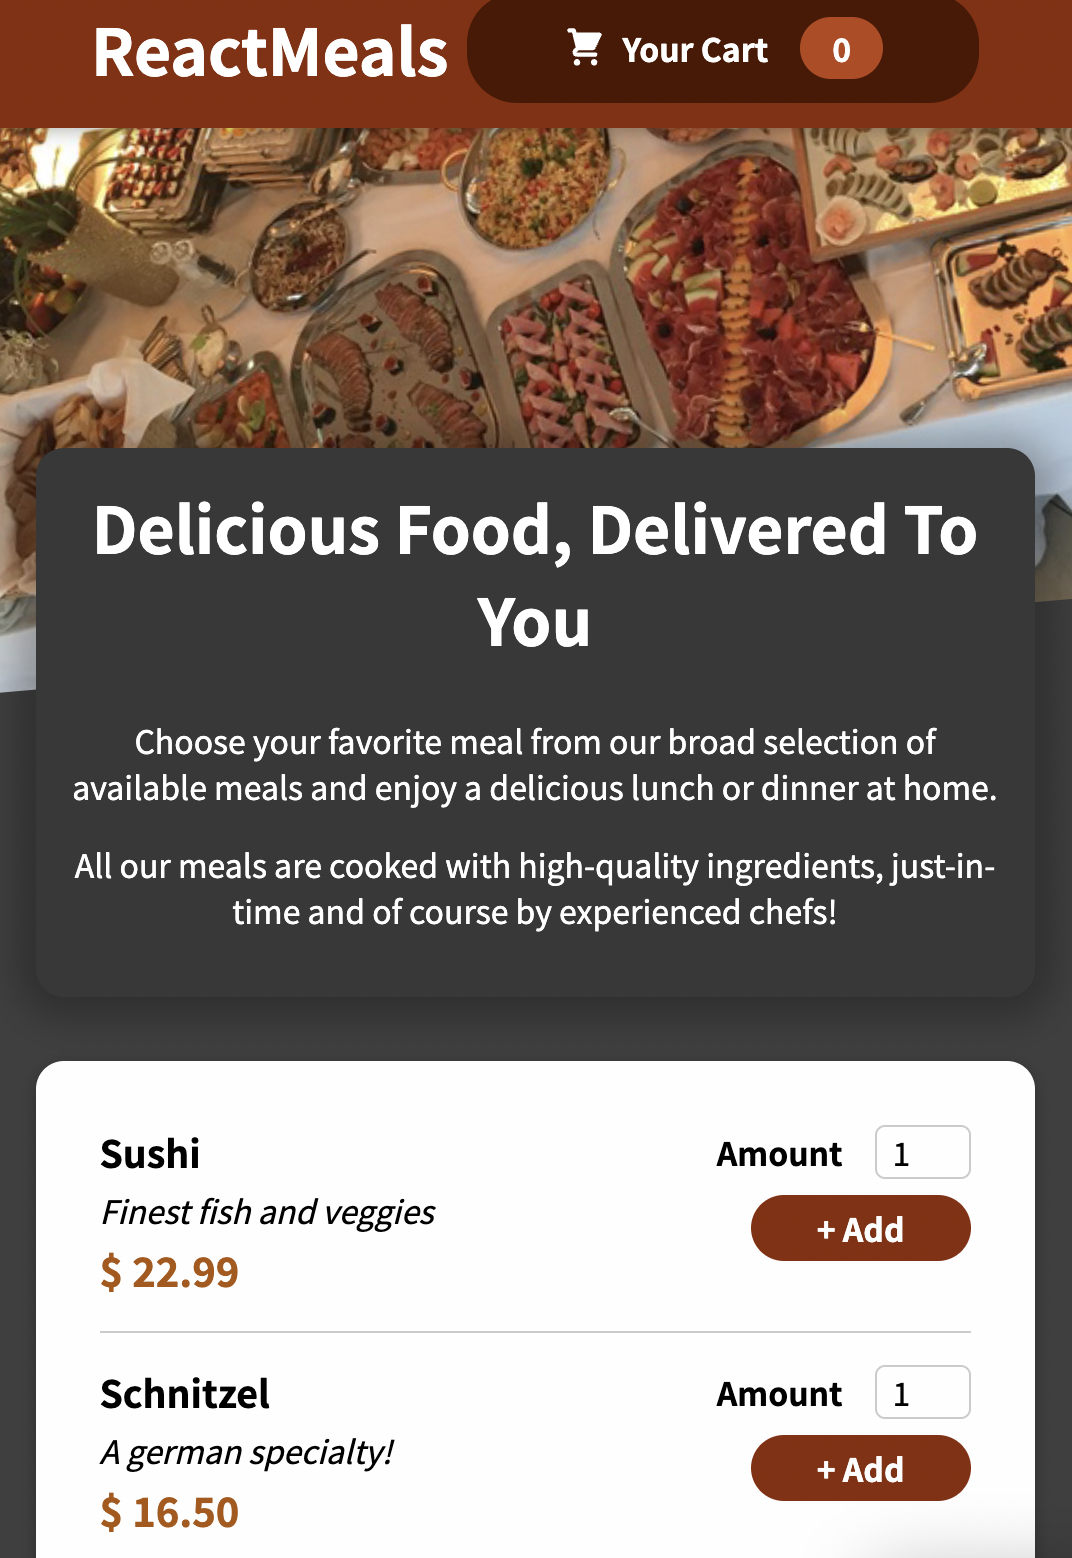 ReactMeals
Your Cart 0
Delicious Food, Delivered To
You
Choose your favorite meal from our broad selection of
available meals and enjoy a delicious lunch or dinner at home.
All our meals are cooked with high-quality ingredients, just-in-
time and of course by experienced chefs!
Sushi
Finest fish and veggies
$ 22.99
Amount 1
+ Add
Schnitzel
A german specialty!
$ 16.50
Amount 1
+ Add